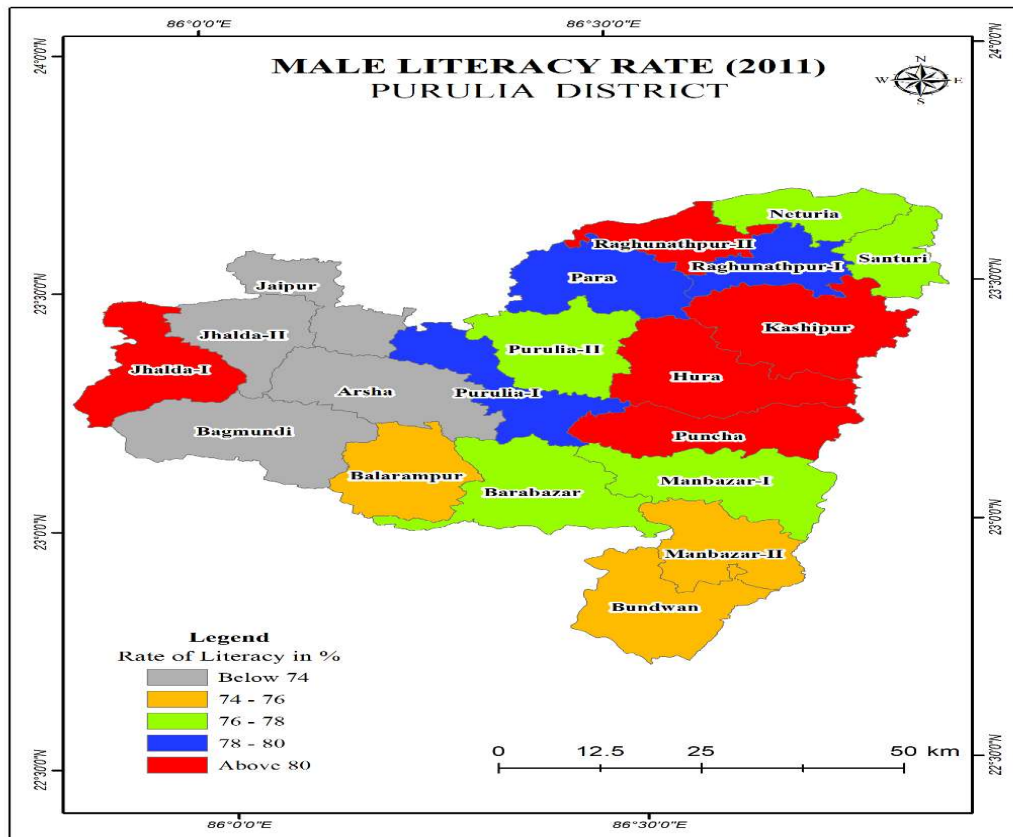 86°0'0"E 86°30'0"E
24°0'0"N 24°0'0"N
MALE LITERACY RATE (2011)
PURULIA DISTRICT
N
W E
S
Neturia
Raghunathpur-II
Santuri
Raghunathpur-I
Para
Jaipur
23°30'0"N 23°30'0"N
Kashipur
Jhalda-II
Purulia-II
Jhalda-I
Hura
Arsha
Purulia-I
Bagmundi
Puncha
Balarampur
Manbazar-I
Barabazar
23°0'0"N 23°0'0"N
Manbazar-II
Bundwan
Legend
Rate of Literacy in %
Below 74
74 - 76
76 - 78
78 - 80
Above 80
0 12.5 25 50 km
22°30'0"N 22°30'0"N
86°0'0"E 86°30'0"E